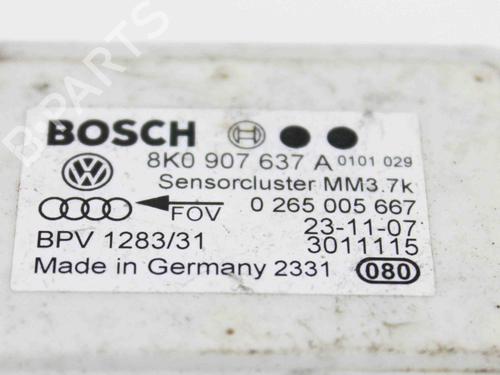 B-PARTS
BOSCH
8K0 907 637 A 0101 029
Sensorcluster MM3.7k
FOV 0 265 005 667
23-11-07
BPV 1283/31 3011115
Made in Germany 2331 080